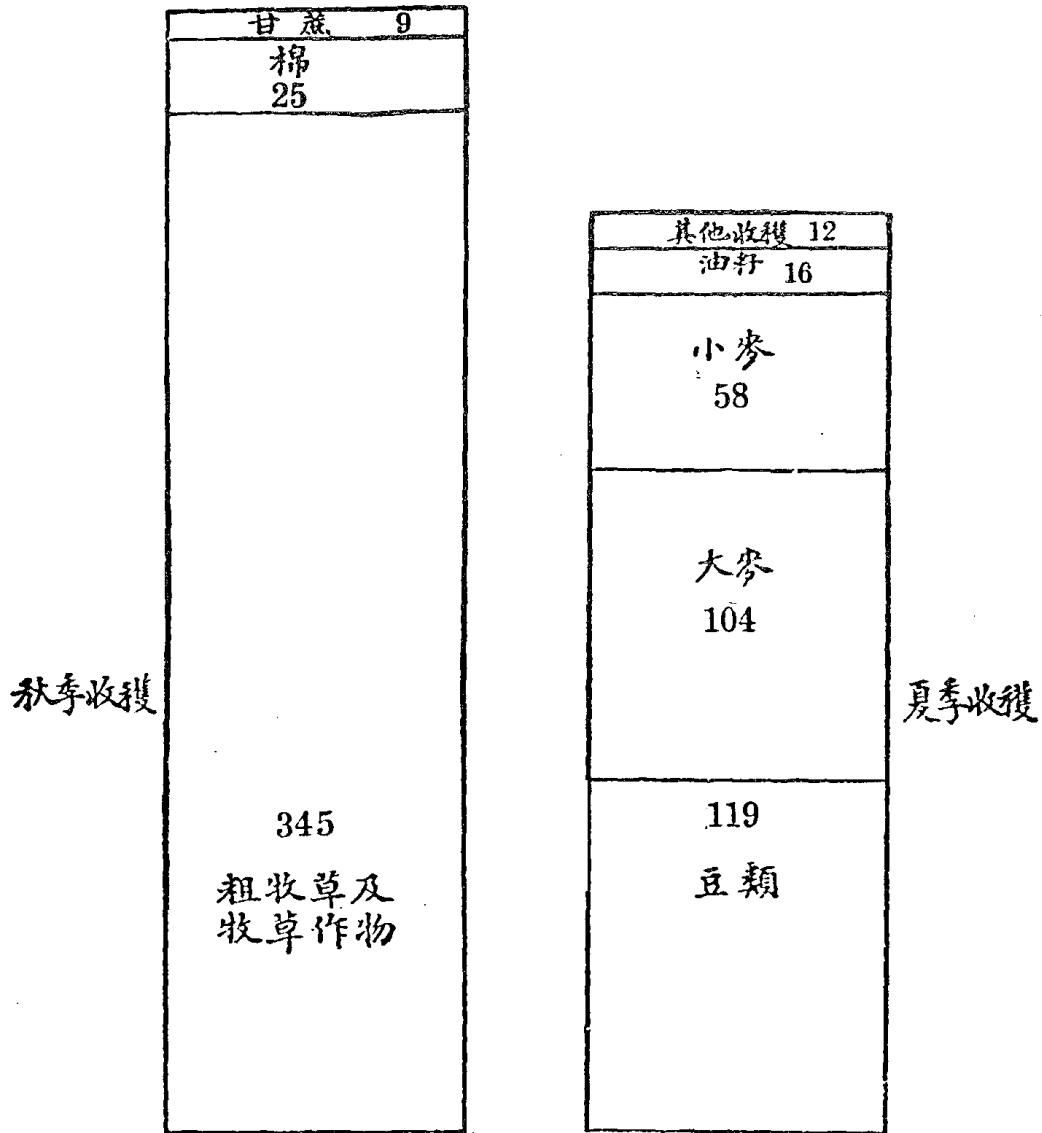 甘蔗 9
棉
25
秋季收穫
345
粗牧草及
牧草作物
其他收穫 12
油籽 16
小麥
58
大麥
104
119
豆類
夏季收穫